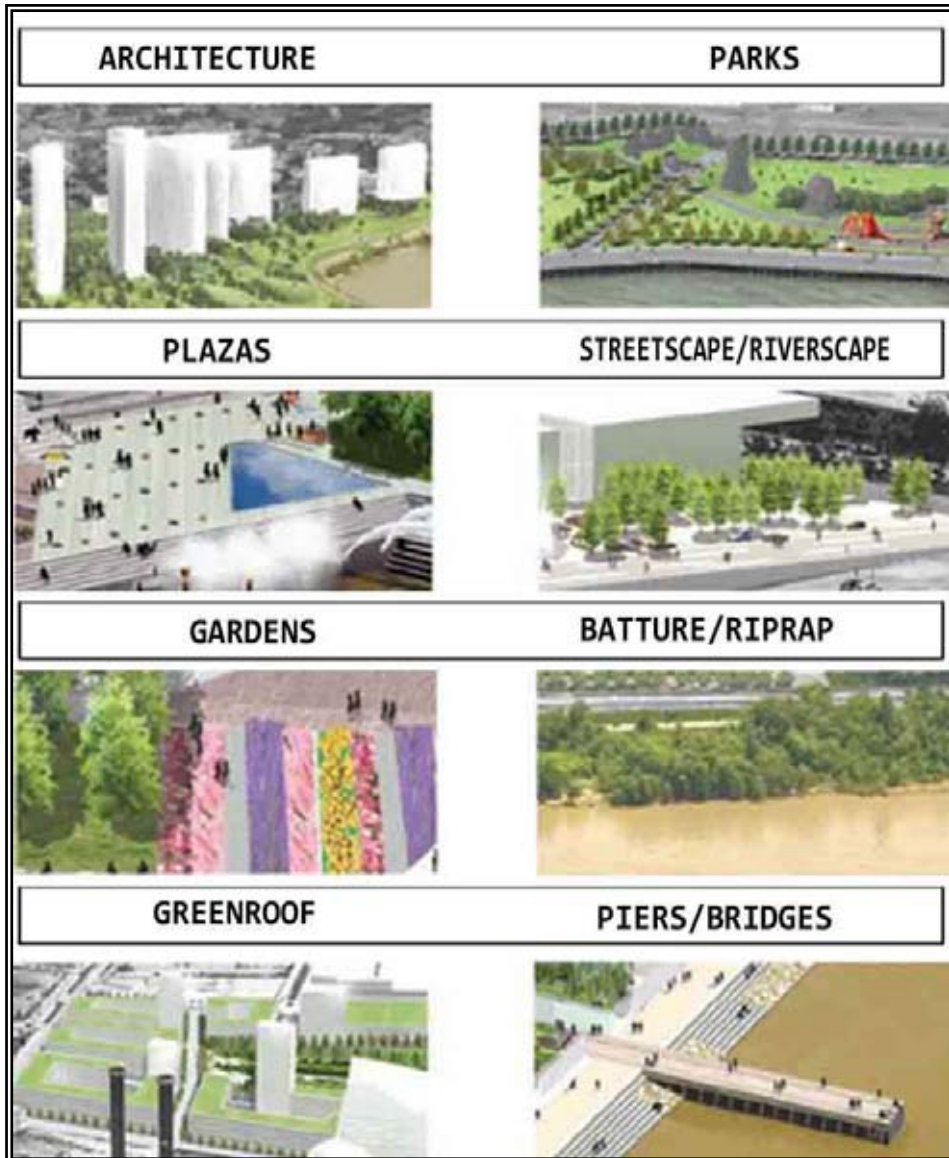 ARCHITECTURE
PARKS
PLAZAS
STREETSCAPE/RIVERSCAPE
GARDENS
BATTURE/RIPRAP
GREENROOF
PIERS/BRIDGES